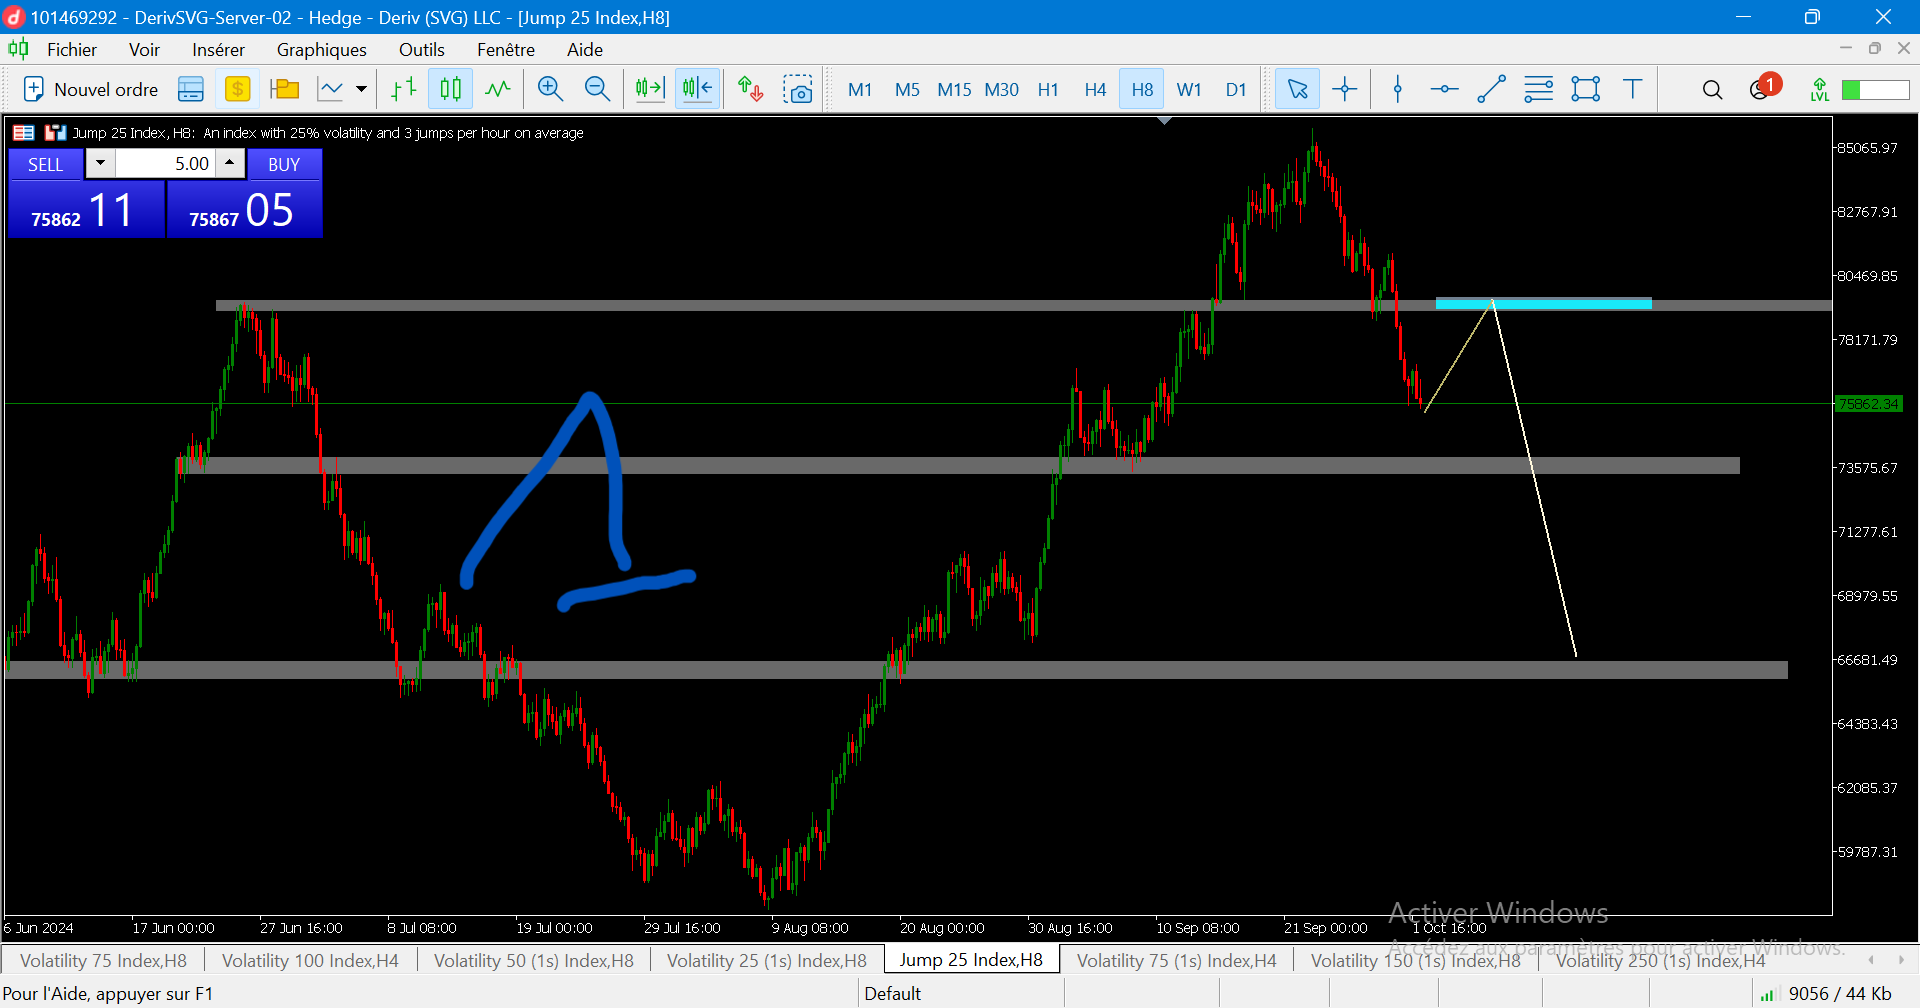 101469292 - DerivSVG-Server-02 - Hedge - Deriv (SVG) LLC - [Jump 25 Index,H8]
Fichier Voir Insérer Graphiques Outils Fenêtre Aide
Nouvel ordre $ M1 M5 M15 M30 H1 H4 H8 W1 D1 T 1 LVL
Jump 25 Index, H8: An index with 25% volatility and 3 jumps per hour on average
SELL 5.00 BUY
75862 11 75867 05
85065.97
82767.91
80469.85
78171.79
75862.34
73575.67
71277.61
68979.55
66681.49
64383.43
62085.37
59787.31
1
6 Jun 2024 17 Jun 00:00 27 Jun 16:00 8 Jul 08:00 19 Jul 00:00 29 Jul 16:00 9 Aug 08:00 20 Aug 00:00 30 Aug 16:00 10 Sep 08:00 21 Sep 00:00 1 Oct 16:00
Activer Windows
Accédez aux paramètres pour activer Windows.
Volatility 75 Index,H8 Volatility 100 Index,H4 Volatility 50 (1s) Index,H8 Volatility 25 (1s) Index,H8 Jump 25 Index,H8 Volatility 75 (1s) Index,H4 Volatility 150 (1s) Index,H8 Volatility 250 (1s) Index,H4
Pour l'Aide, appuyer sur F1 Default 9056 / 44 Kb